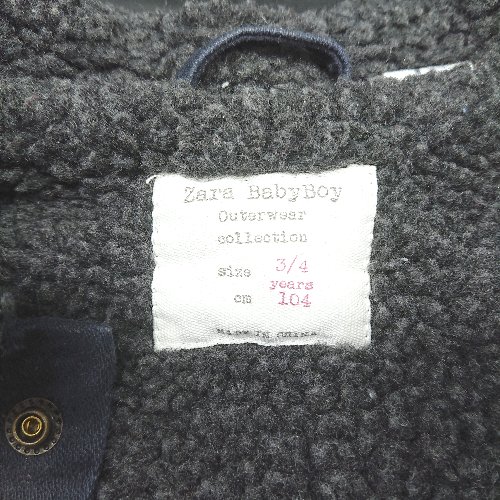 Zara BabyBoy
Outerwear
collection
size 3/4
years
cm 104
MADE IN CHINA